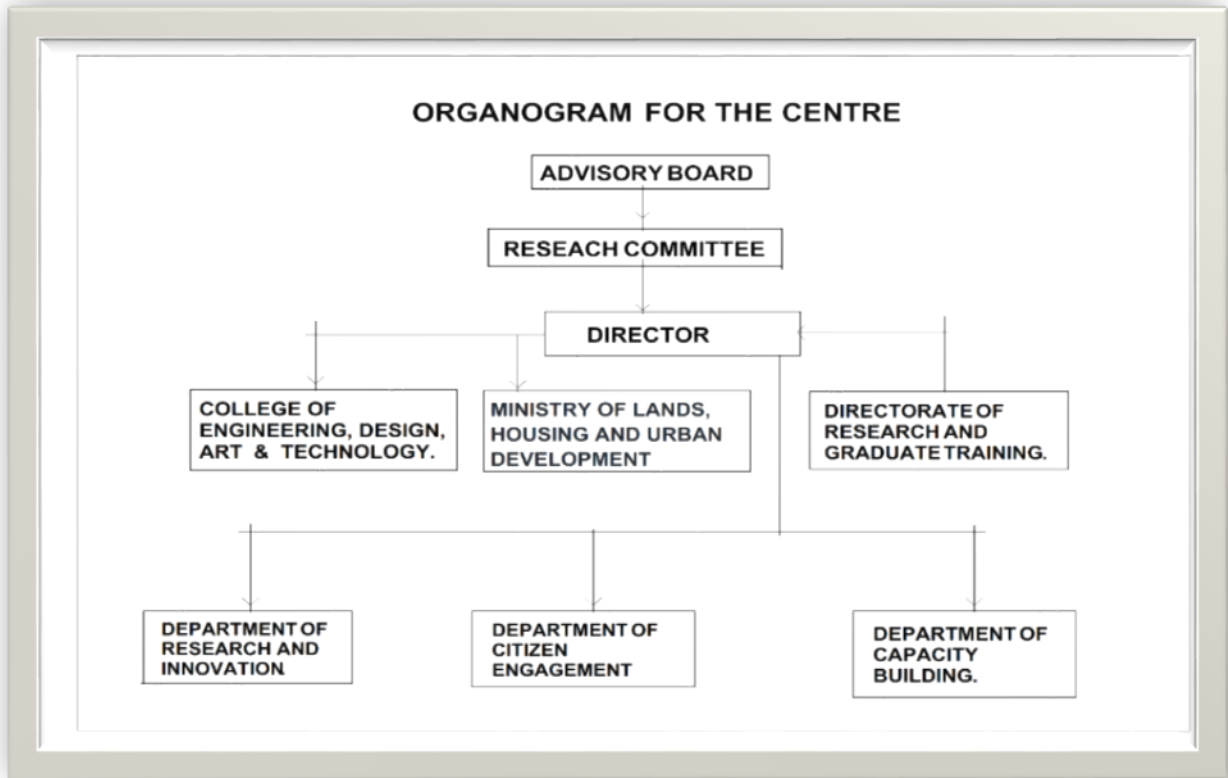 ORGANOGRAM FOR THE CENTRE
ADVISORY BOARD
RESEACH COMMITTEE
DIRECTOR
COLLEGE OF
ENGINEERING, DESIGN,
ART & TECHNOLOGY.
MINISTRY OF LANDS,
HOUSING AND URBAN
DEVELOPMENT
DIRECTORATE OF
RESEARCH AND
GRADUATE TRAINING.
DEPARTMENT OF
RESEARCH AND
INNOVATION.
DEPARTMENT OF
CITIZEN
ENGAGEMENT
DEPARTMENT OF
CAPACITY
BUILDING.